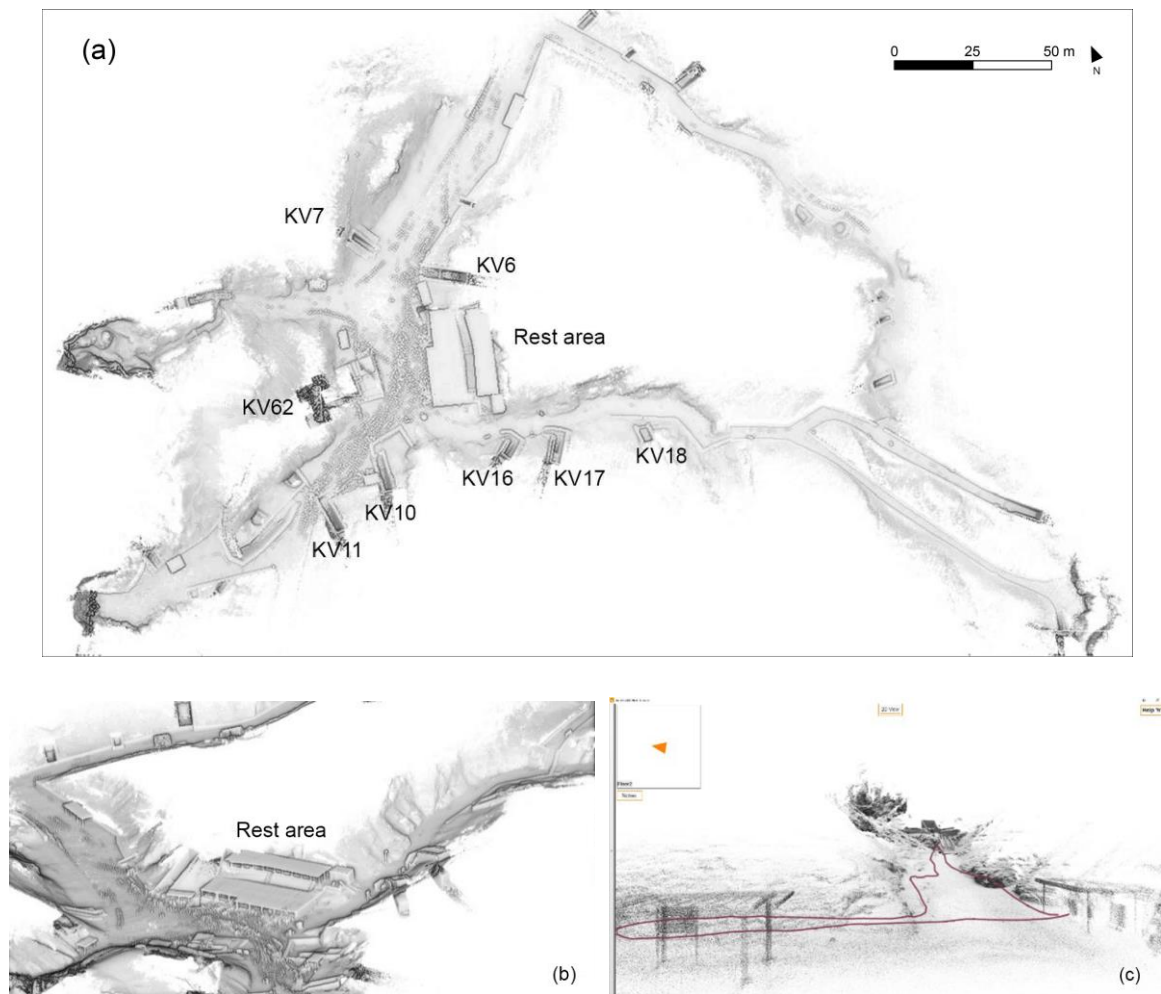 (a)
0 25 50 m
N
KV7
KV6
Rest area
KV62
KV16
KV17
KV18
KV10
KV11
Rest area
(b)
2D View
(c)